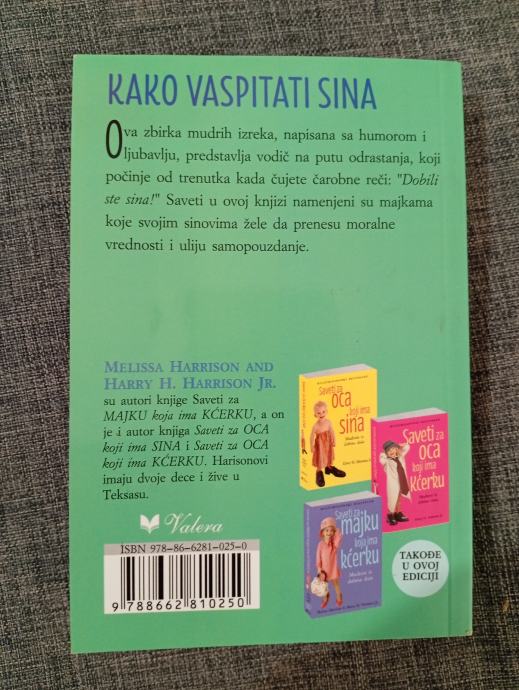 KAKO VASPITATI SINA
Ova zbirka mudrih izreka, napisana sa humorom i
ljubavlju, predstavlja vodič na putu odrastanja, koji
počinje od trenutka kada čujete čarobne reči: "Dobili
ste sina!" Saveti u ovoj knjizi namenjeni su majkama
koje svojim sinovima žele da prenesu moralne
vrednosti i uliju samopouzdanje.
MELISSA HARRISON AND
HARRY H. HARRISON JR.
su autori knjige Saveti za
MAJKU koja ima KĆERKU, a on
je i autor knjiga Saveti za OCA
koji ima SINA i Saveti za OCA
koji ima KĆERKU. Harisonovi
imaju dvoje dece i žive u
Teksasu.
Valera
ISBN 978-86-6281-025-0
9 788662 810250
Saveti za
oca
koji ima
sina
Saveti za
oca
koji ima
kćerku
Saveti za
majku
koja ima
kćerku
TAKOĐE
U OVOJ
EDICIJI